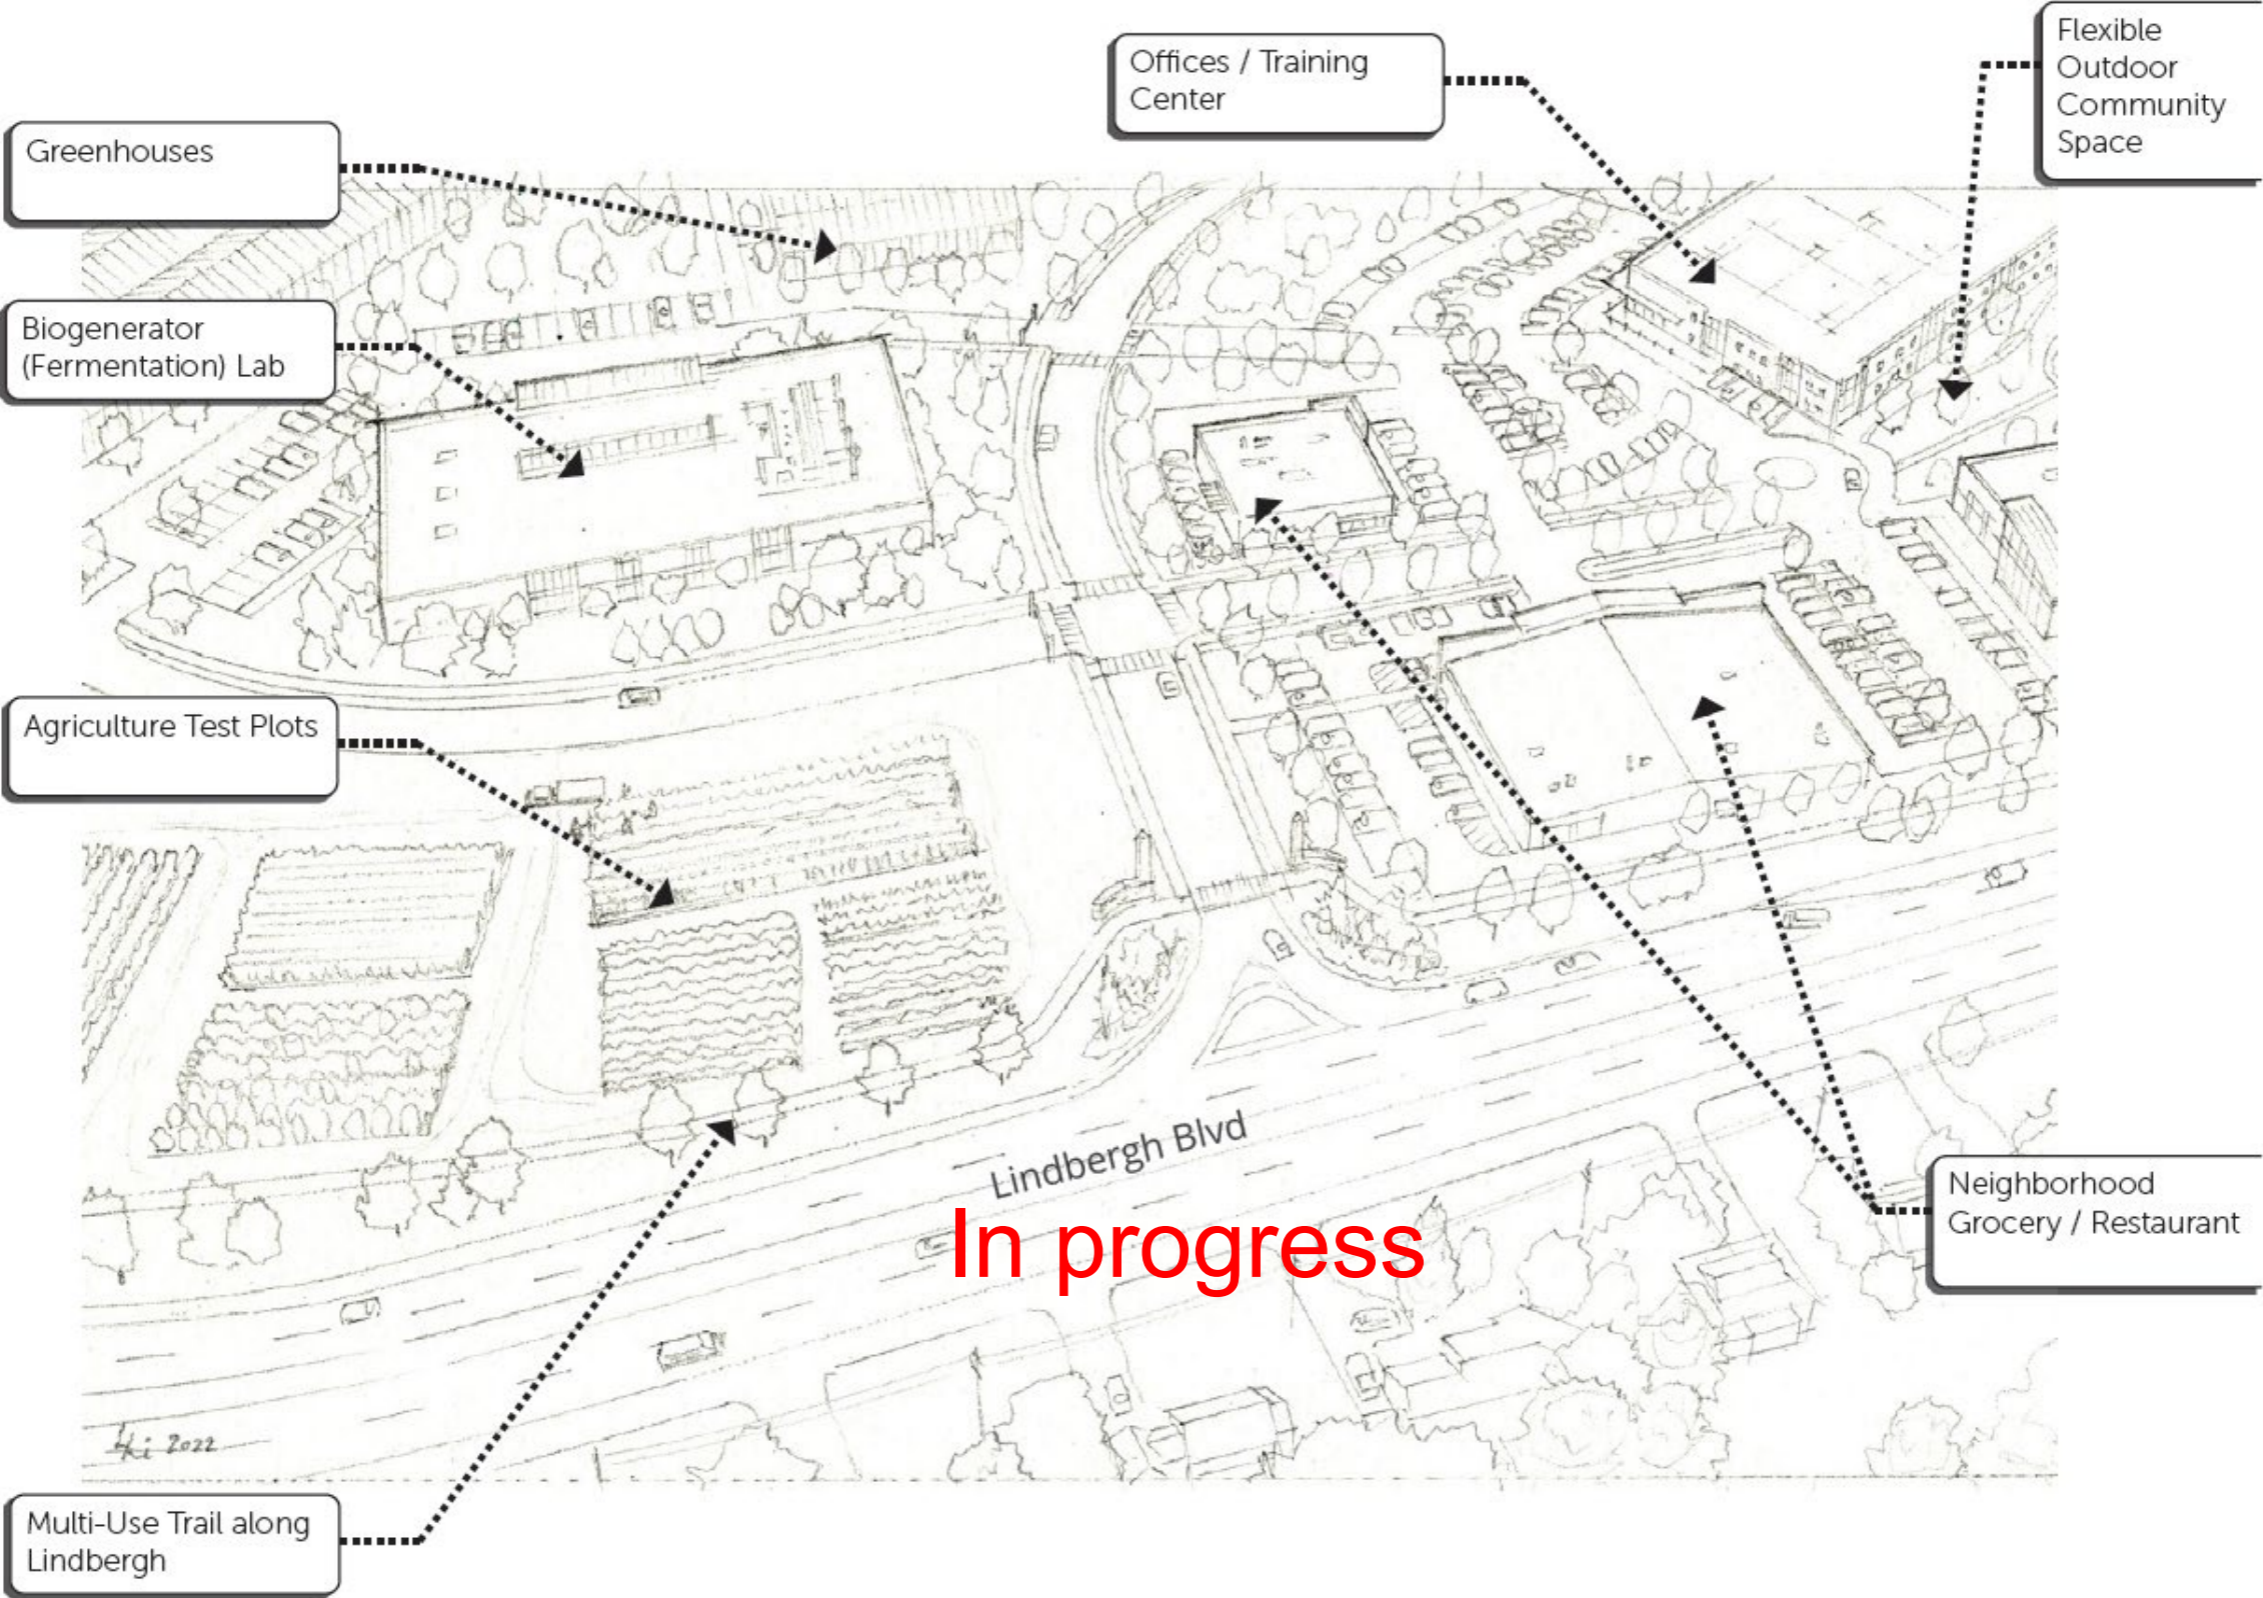 Flexible
Outdoor
Community
Space
Offices / Training
Center
Greenhouses
Biogenerator
(Fermentation) Lab
Agriculture Test Plots
Lindbergh Blvd
In progress
Neighborhood
Grocery / Restaurant
2022
Multi-Use Trail along
Lindbergh